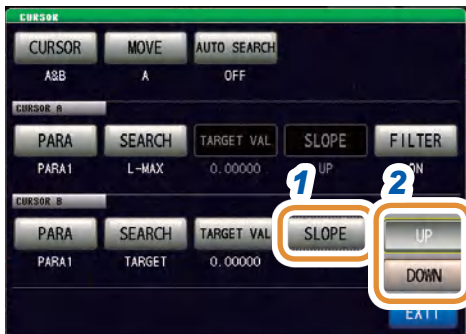 CURSOR
CURSOR MOVE AUTO SEARCH
A&B A OFF
CURSOR A
PARA SEARCH TARGET VAL SLOPE FILTER
PARA1 L-MAX 0.00000 UP ON
1 2
CURSOR B
PARA SEARCH TARGET VAL SLOPE UP
PARA1 TARGET 0.00000
DOWN
EXIT